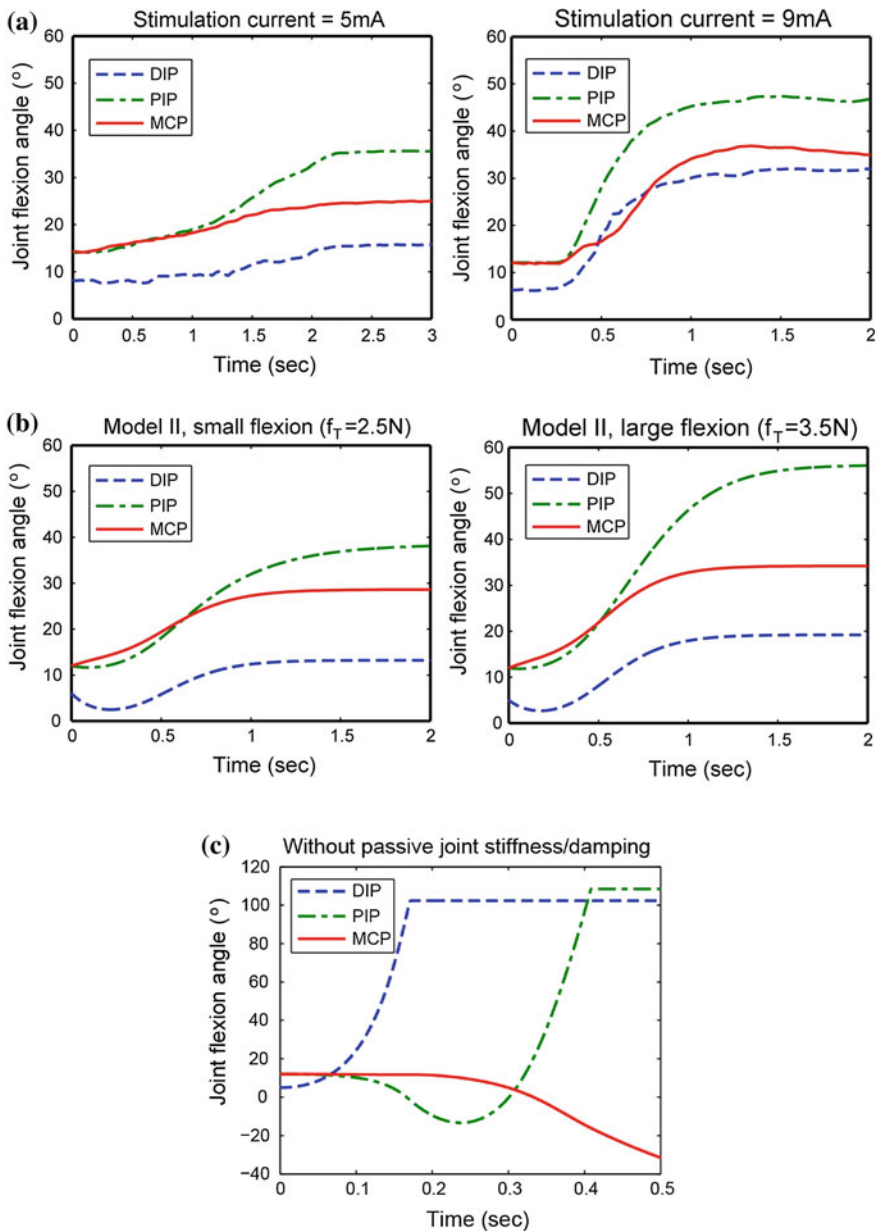 (a)
Stimulation current = 5mA
Joint flexion angle (°)
60
50
40
30
20
10
0
DIP
PIP
MCP
0 0.5 1 1.5 2 2.5 3
Time (sec)
Stimulation current = 9mA
Joint flexion angle (°)
60
50
40
30
20
10
0
DIP
PIP
MCP
0 0.5 1 1.5 2
Time (sec)
(b)
Model II, small flexion (f_T=2.5N)
Joint flexion angle (°)
60
50
40
30
20
10
0
DIP
PIP
MCP
0 0.5 1 1.5 2
Time (sec)
Model II, large flexion (f_T=3.5N)
Joint flexion angle (°)
60
50
40
30
20
10
0
DIP
PIP
MCP
0 0.5 1 1.5 2
Time (sec)
(c)
Without passive joint stiffness/damping
Joint flexion angle (°)
120
100
80
60
40
20
0
−20
−40
DIP
PIP
MCP
0 0.1 0.2 0.3 0.4 0.5
Time (sec)